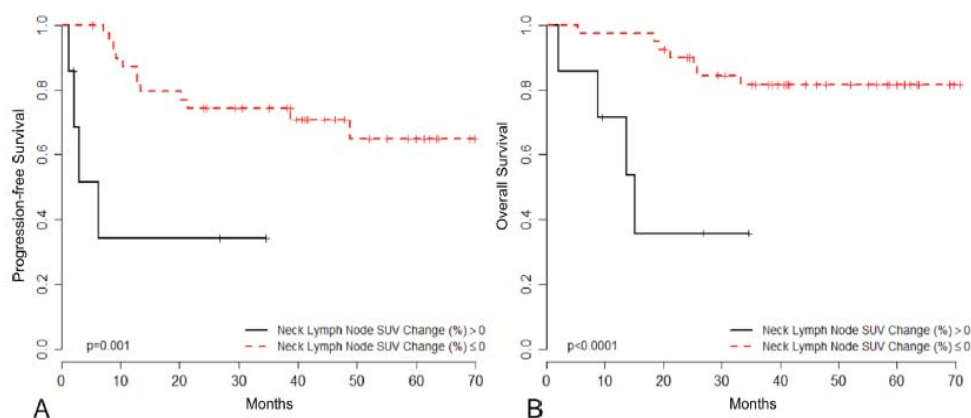 Progression-free Survival
1.0
0.8
0.6
0.4
0.2
0.0
Neck Lymph Node SUV Change (%) > 0
Neck Lymph Node SUV Change (%) ≤ 0
p=0.001
0 10 20 30 40 50 60 70
Months
A
Overall Survival
1.0
0.8
0.6
0.4
0.2
0.0
Neck Lymph Node SUV Change (%) > 0
Neck Lymph Node SUV Change (%) ≤ 0
p<0.0001
0 10 20 30 40 50 60 70
Months
B